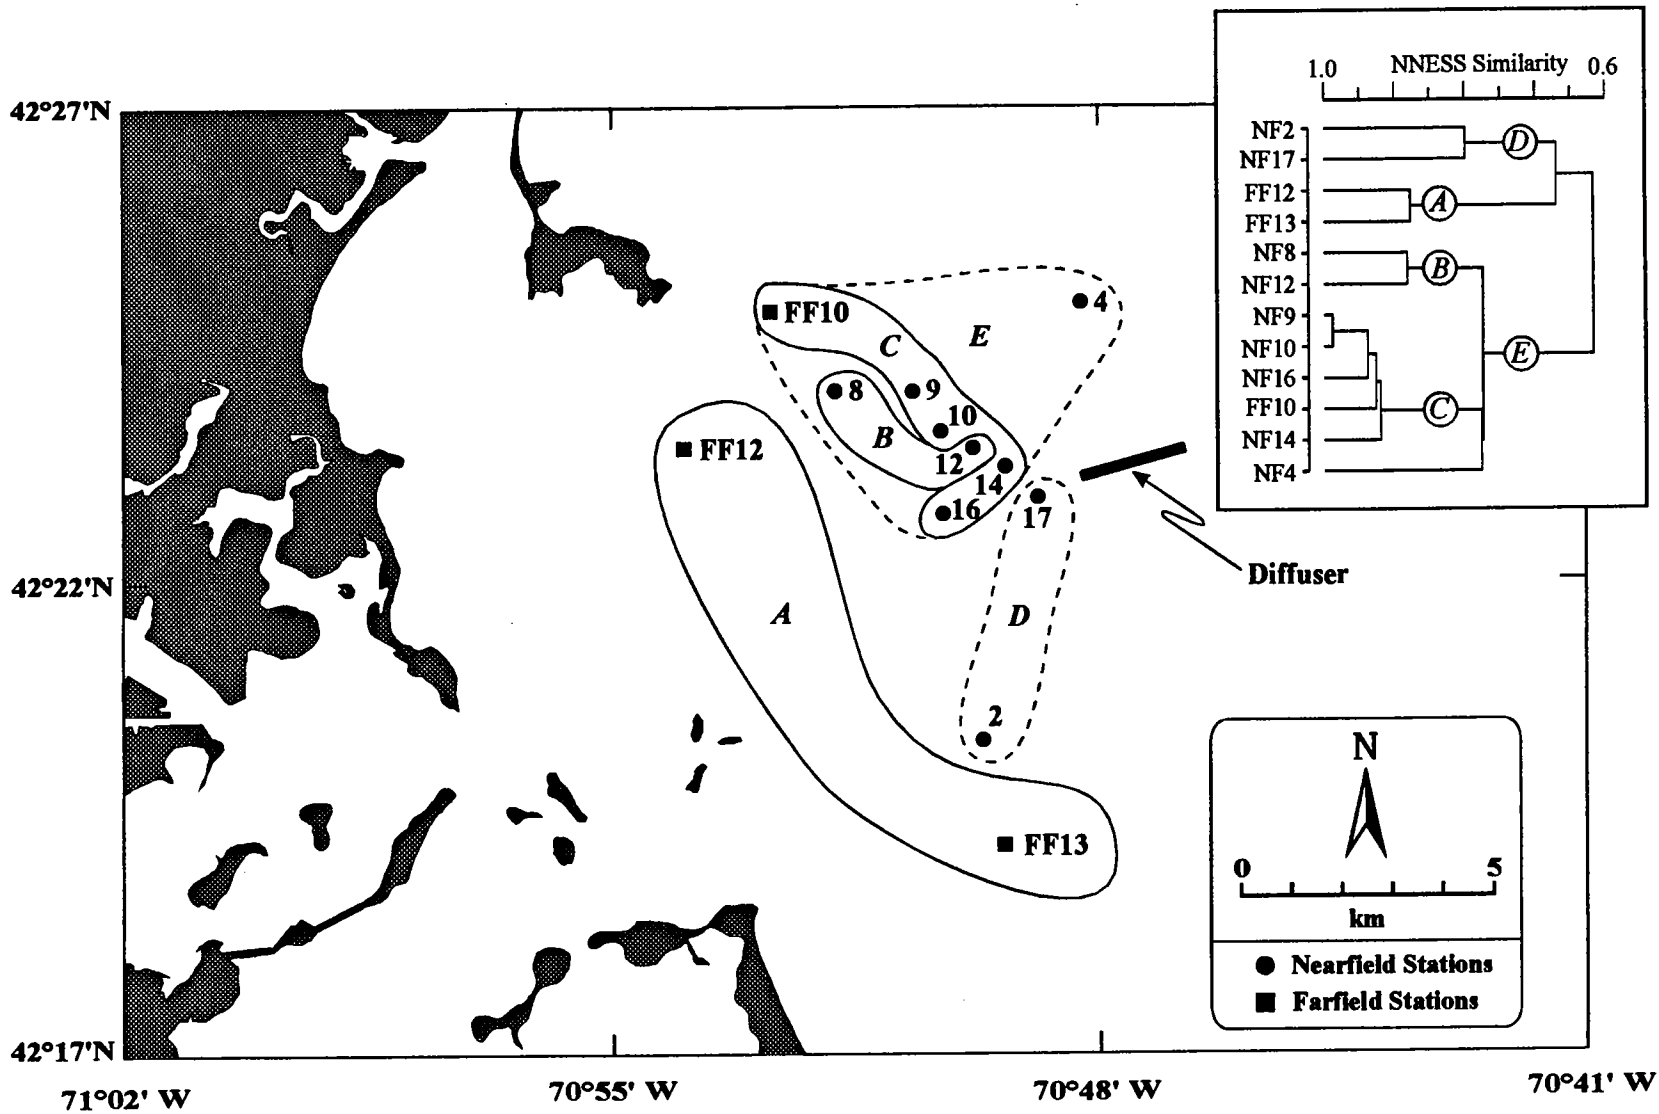 1.0 NNESS Similarity 0.6
NF2
D
NF17
FF12
A
FF13
NF8
B
NF12
NF9
NF10
E
NF16
FF10
C
NF14
NF4
42°27'N
4
FF10
E
C
8
9
10
B
FF12
12
14
16
17
Diffuser
42°22'N
A
D
2
N
FF13
0 5
km
Nearfield Stations
Farfield Stations
42°17'N
71°02' W 70°55' W 70°48' W 70°41' W